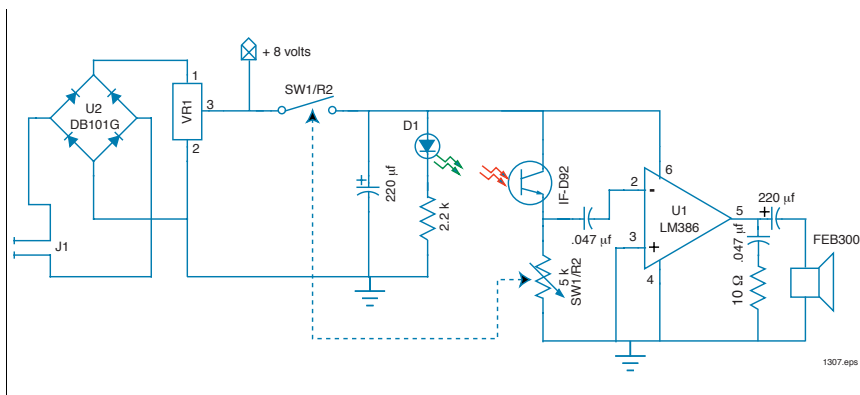 + 8 volts
SW1/R2
1
U2
DB101G
VR1
3
2
J1
D1
+
220 µf
2.2 k
IF-D92
.047 µf
5 k
SW1/R2
6
2
-
U1
LM386
3
+
4
5
+
220 µf
.047 µf
10 Ω
FEB300
1307.eps